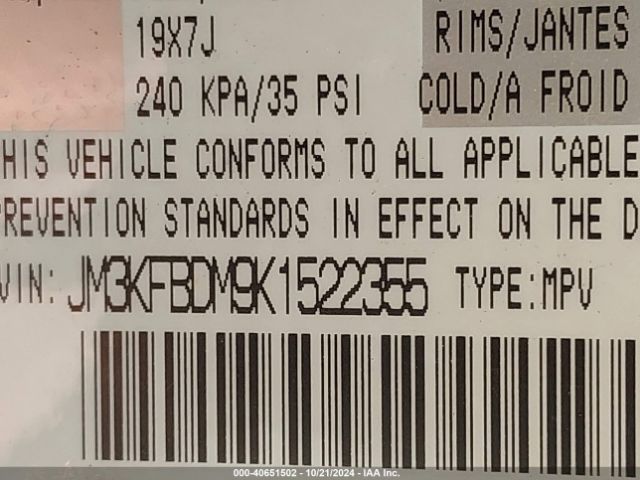 19X7J RIMS/JANTES
240 KPA/35 PSI COLD/A FROID
HIS VEHICLE CONFORMS TO ALL APPLICABLE
PREVENTION STANDARDS IN EFFECT ON THE D
VIN: JM3KFBDM9K1522355 TYPE:MPV
000-40651502 - 10/21/2024 - IAA Inc.